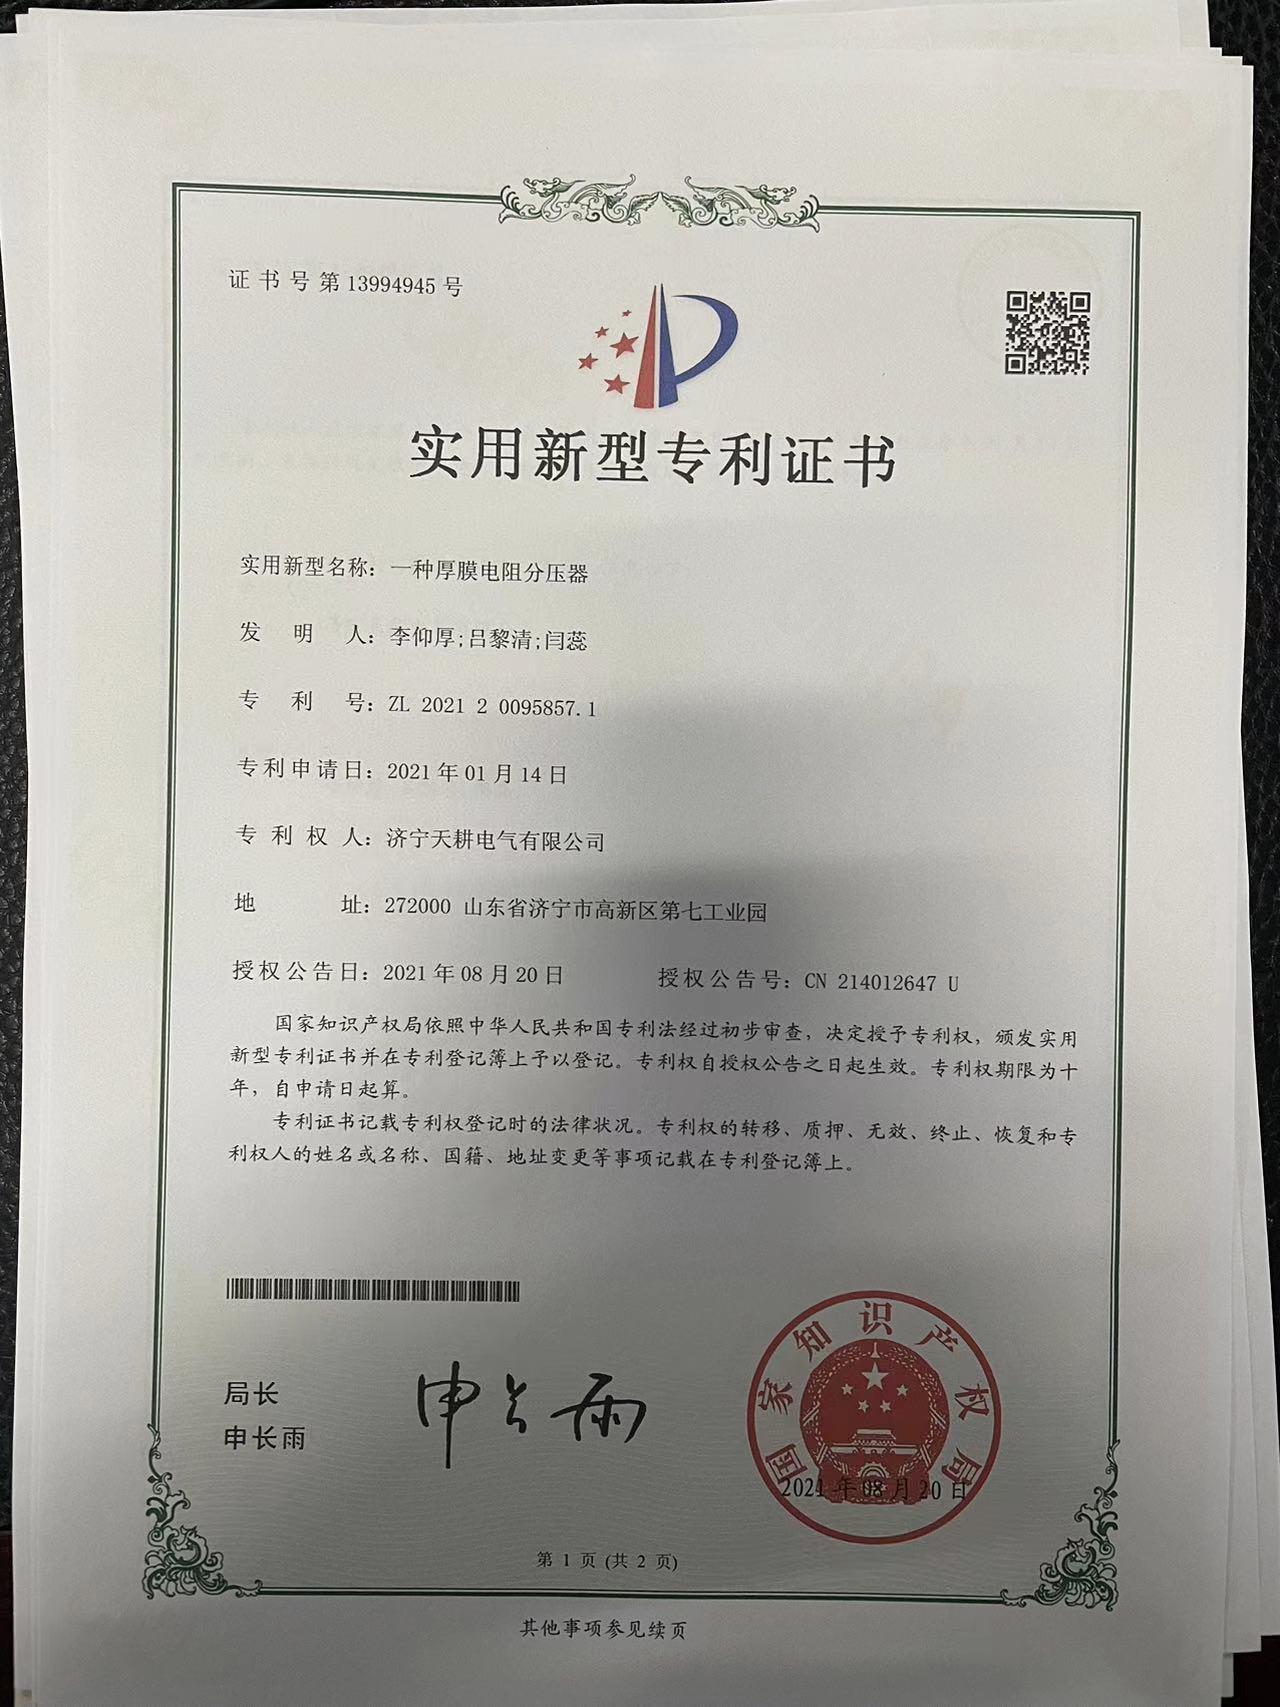 证书号第13994945号
实用新型专利证书
实用新型名称：一种厚膜电阻分压器
发明人：李仰厚;吕黎清;闫蕊
专利号：ZL 2021 2 0095857.1
专利申请日：2021年01月14日
专利权人：济宁天耕电气有限公司
地址：272000 山东省济宁市高新区第七工业园
授权公告日：2021年08月20日 授权公告号：CN 214012647 U
国家知识产权局依照中华人民共和国专利法经过初步审查，决定授予专利权，颁发实用
新型专利证书并在专利登记簿上予以登记。专利权自授权公告之日起生效。专利权期限为十
年，自申请日起算。
专利证书记载专利权登记时的法律状况。专利权的转移、质押、无效、终止、恢复和专
利权人的姓名或名称、国籍、地址变更等事项记载在专利登记簿上。
局长
申长雨
申长雨
国家知识产权局
2021年08月20日
第 1 页 (共 2 页)
其他事项参见续页